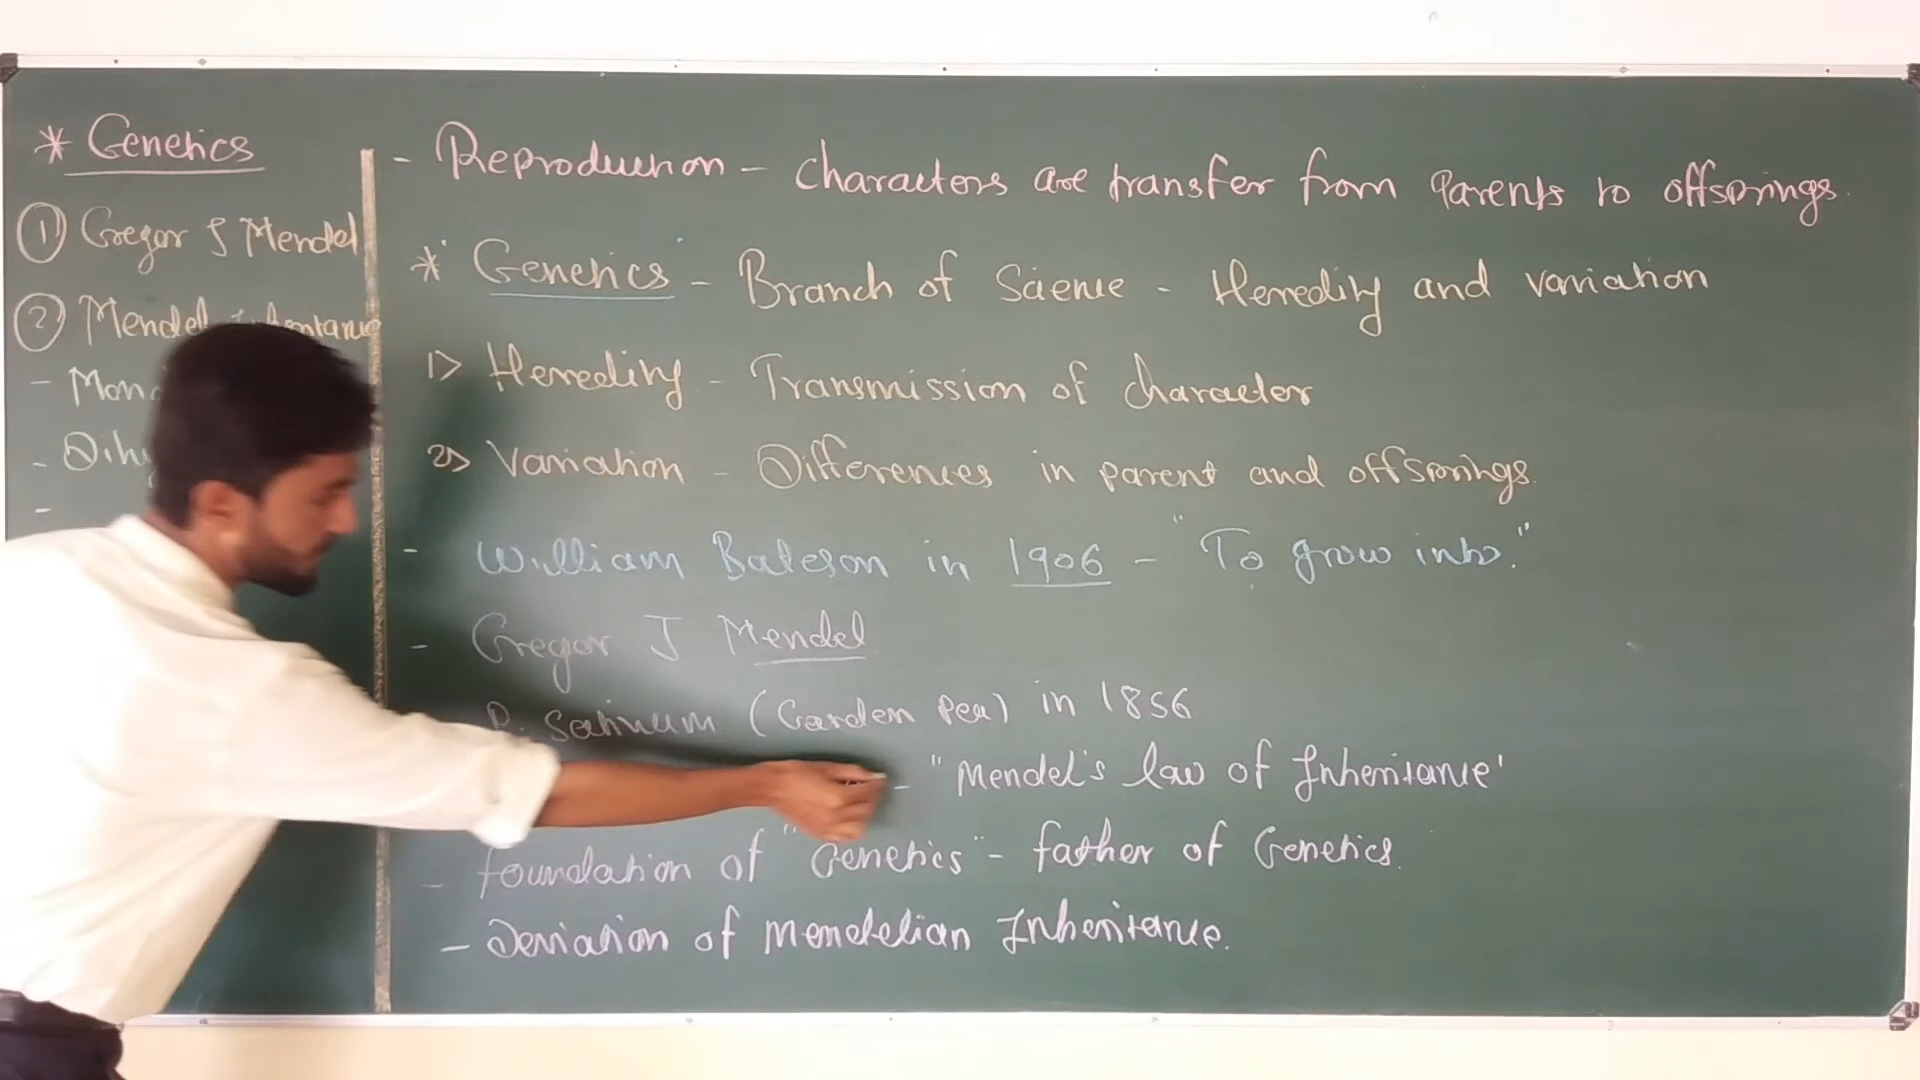 * Genetics
① Gregor J Mendel
② Mendel
-
- 
-
- Reproduction - characters are transfer from Parents to offsprings.
* Genetics - Branch of Science - Heredity and variation
1> Heredity - Transmission of character
2> Variation - Differences in parent and offsprings.
- William Bateson in 1906 - "To grow into."
- Gregor J Mendel
P. sativum (Garden Pea) in 1856
- "Mendel's law of Inheritance'
- foundation of "Genetics" - father of Genetics.
- Deviation of Mendelian Inheritance.